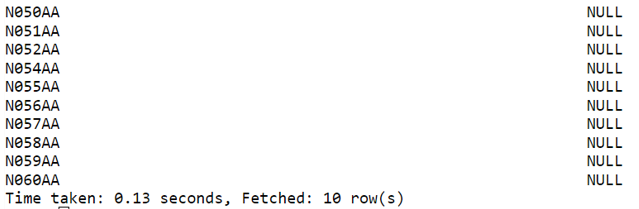 N050AA NULL
N051AA NULL
N052AA NULL
N054AA NULL
N055AA NULL
N056AA NULL
N057AA NULL
N058AA NULL
N059AA NULL
N060AA NULL
Time taken: 0.13 seconds, Fetched: 10 row(s)